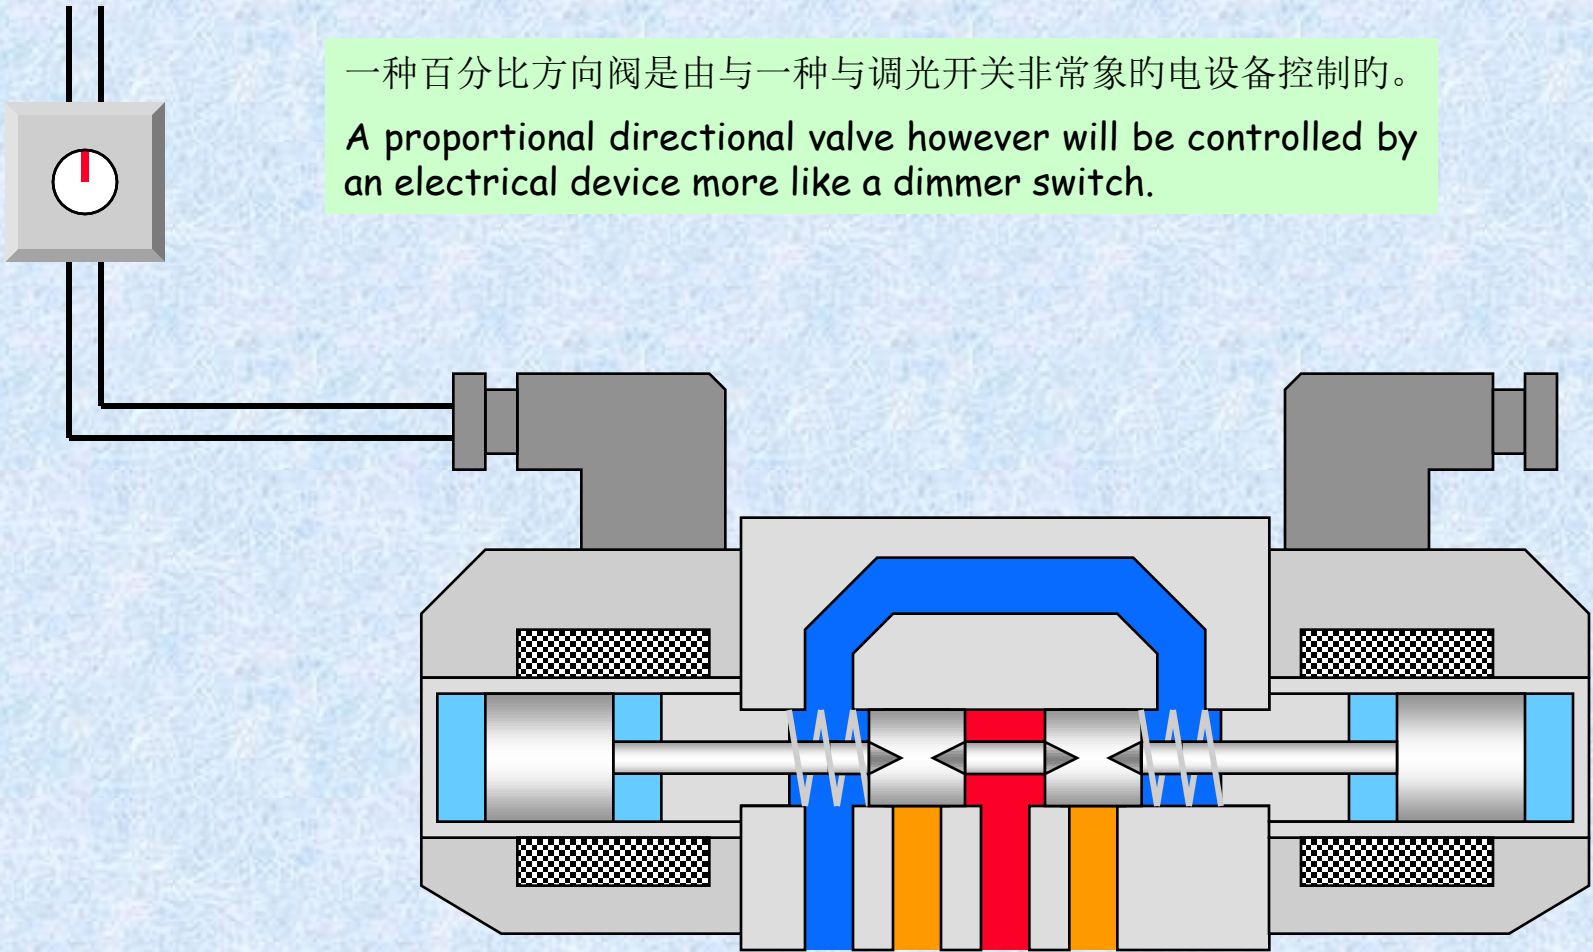 一种百分比方向阀是由与一种与调光开关非常象旳电设备控制旳。
A proportional directional valve however will be controlled by
an electrical device more like a dimmer switch.